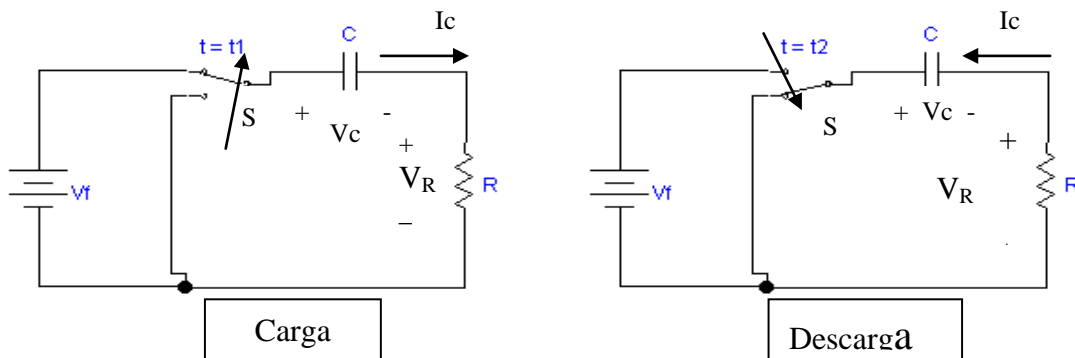 Ic
C
t = t1
S
+ Vc -
+
VR
–
R
Vf
Carga
Ic
C
t = t2
S
+ Vc -
+
VR
-
R
Vf
Descarga